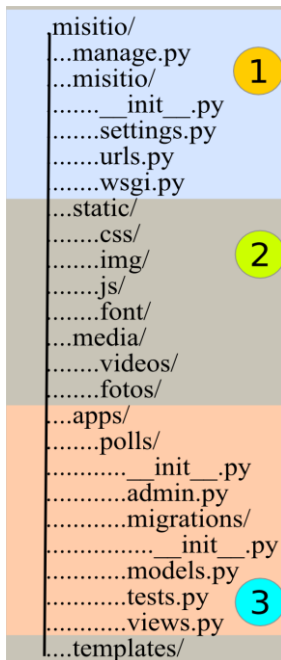 misitio/
....manage.py
....misitio/
........__init__.py
........settings.py
........urls.py
........wsgi.py
....static/
........css/
........img/
........js/
........font/
....media/
........videos/
........fotos/
....apps/
........polls/
............__init__.py
............admin.py
............migrations/
................__init__.py
............models.py
............tests.py
............views.py
....templates/
1
2
3